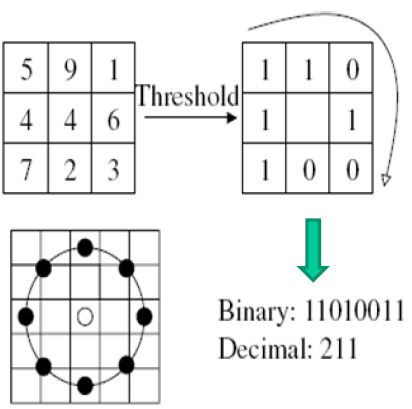 5 9 1
4 4 6
7 2 3
Threshold
1 1 0
1 1
1 0 0
Binary: 11010011
Decimal: 211